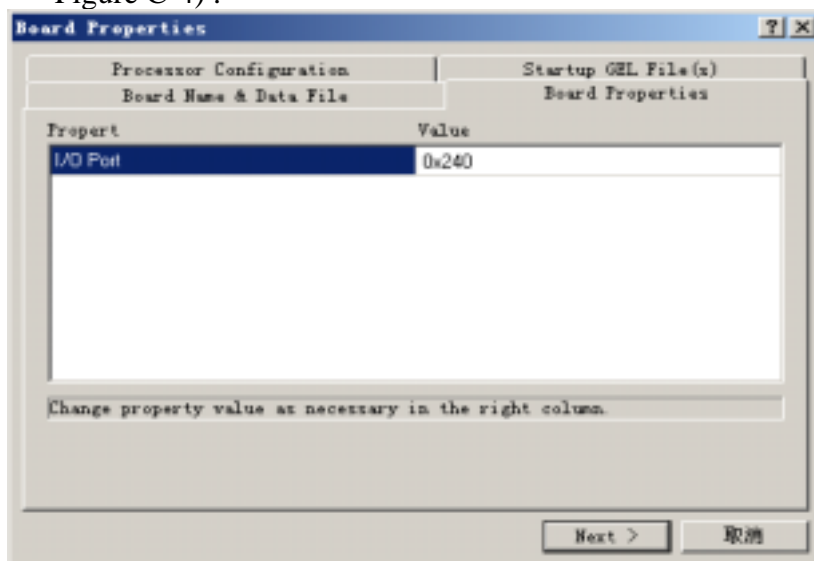 Figure C-4) .
Board Properties
Processor Configuration
Startup GEL File(s)
Board Name & Data File
Board Properties
Propert
Value
I/O Port
0x240
Change property value as necessary in the right column.
Next >
取消